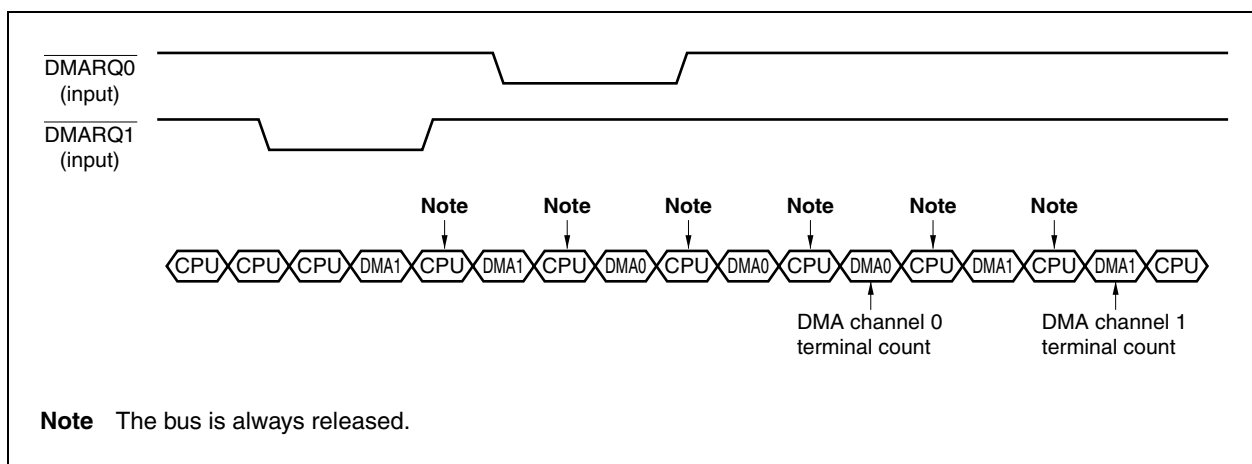 DMARQ0
(input)
DMARQ1
(input)
Note Note Note Note Note Note
CPU CPU CPU DMA1 CPU DMA1 CPU DMA0 CPU DMA0 CPU DMA0 CPU DMA1 CPU DMA1 CPU
DMA channel 0
terminal count
DMA channel 1
terminal count
Note The bus is always released.